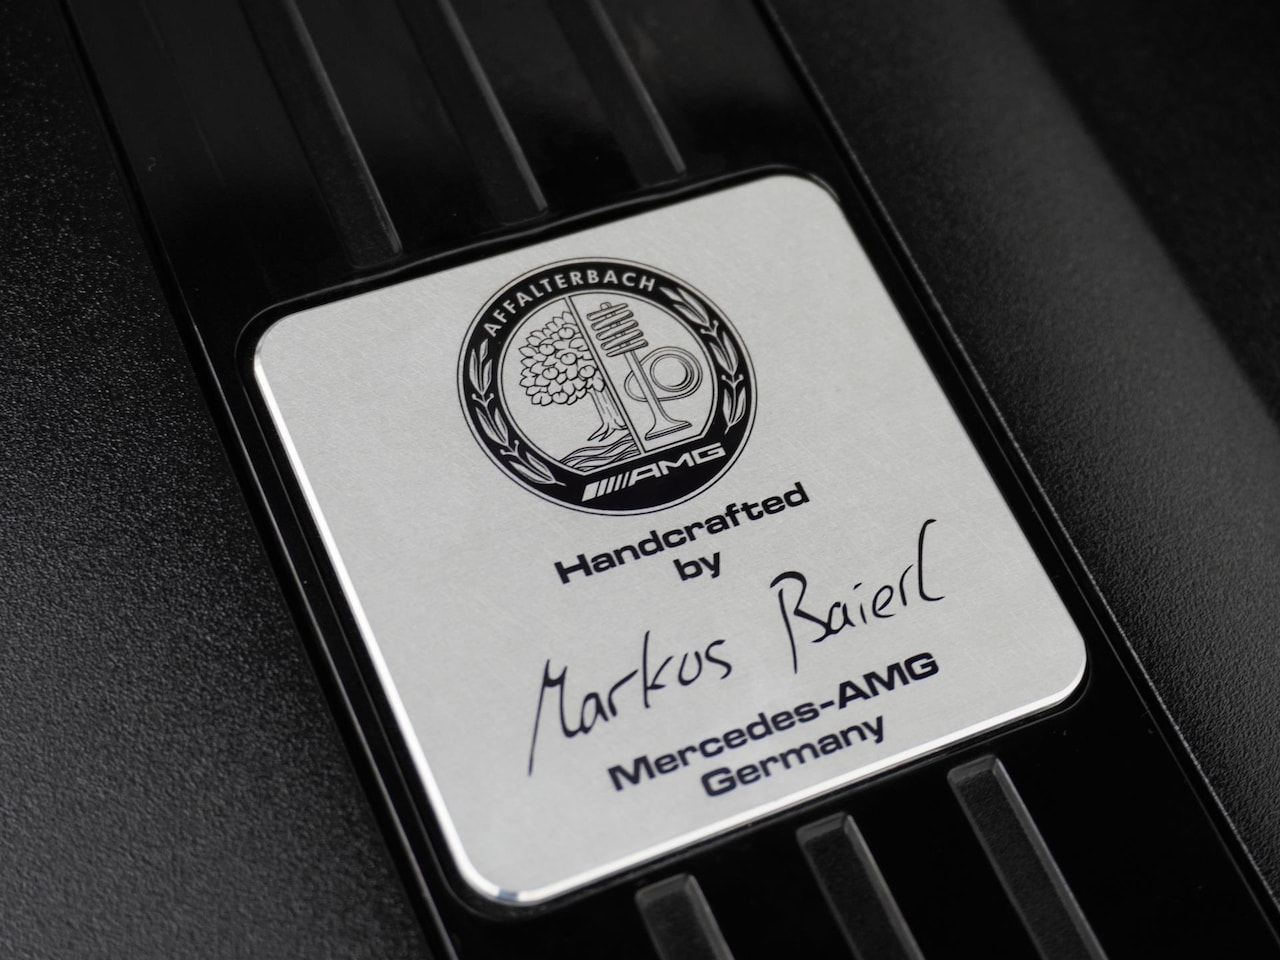 AFFALTERBACH
AMG
Handcrafted
by
Markus Baierl
Mercedes-AMG
Germany